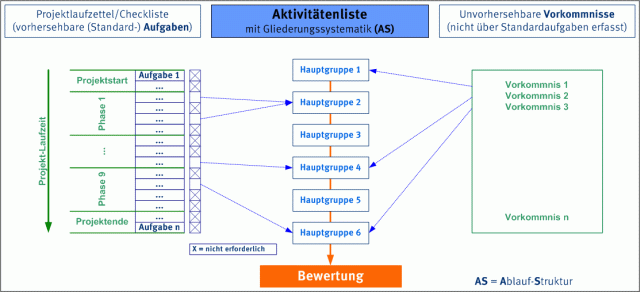 Projektlaufzettel/Checkliste
(vorhersehbare (Standard-) Aufgaben)
Aktivitätenliste
mit Gliederungssystematik (AS)
Unvorhersehbare Vorkommnisse
(nicht über Standardaufgaben erfasst)
Projekt-Laufzeit
Projektstart
Phase 1
...
Phase 9
Projektende
Aufgabe 1
...
...
...
...
...
...
...
...
...
...
...
...
Aufgabe n
X = nicht erforderlich
Hauptgruppe 1
Hauptgruppe 2
Hauptgruppe 3
Hauptgruppe 4
Hauptgruppe 5
Hauptgruppe 6
Bewertung
Vorkommnis 1
Vorkommnis 2
Vorkommnis 3
Vorkommnis n
AS = Ablauf-Struktur